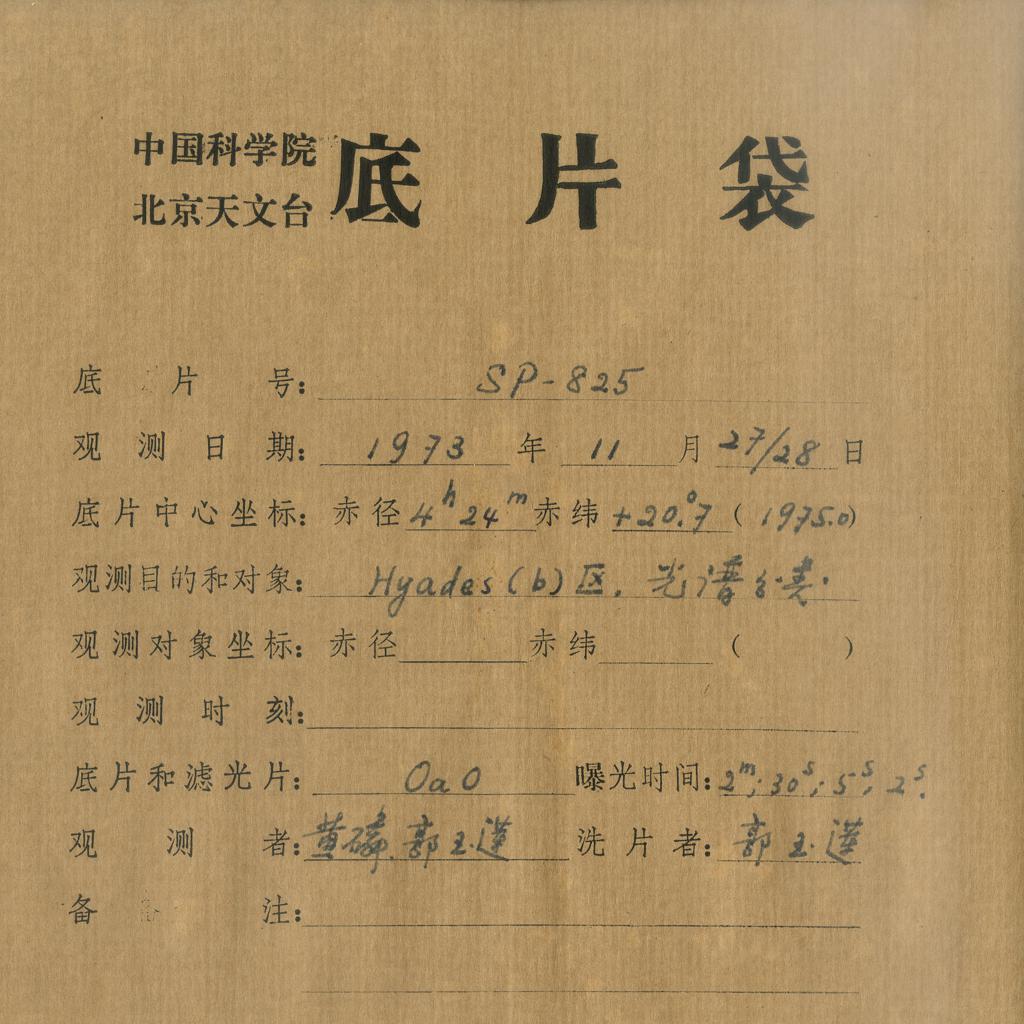 中国科学院
北京天文台
底片袋
底片号: SP-825
观测日期: 1973 年 11 月 27/28 日
底片中心坐标: 赤径 4h 24m 赤纬 +20.°7 (1975.0)
观测目的和对象: Hyades (b) 区. 光谱分类.
观测对象坐标: 赤径 赤纬 ( )
观测时刻:
底片和滤光片: OaO 曝光时间: 2m; 30s; 5s; 2s.
观测者: 黄磷. 郭玉莲 洗片者: 郭玉莲
备注: